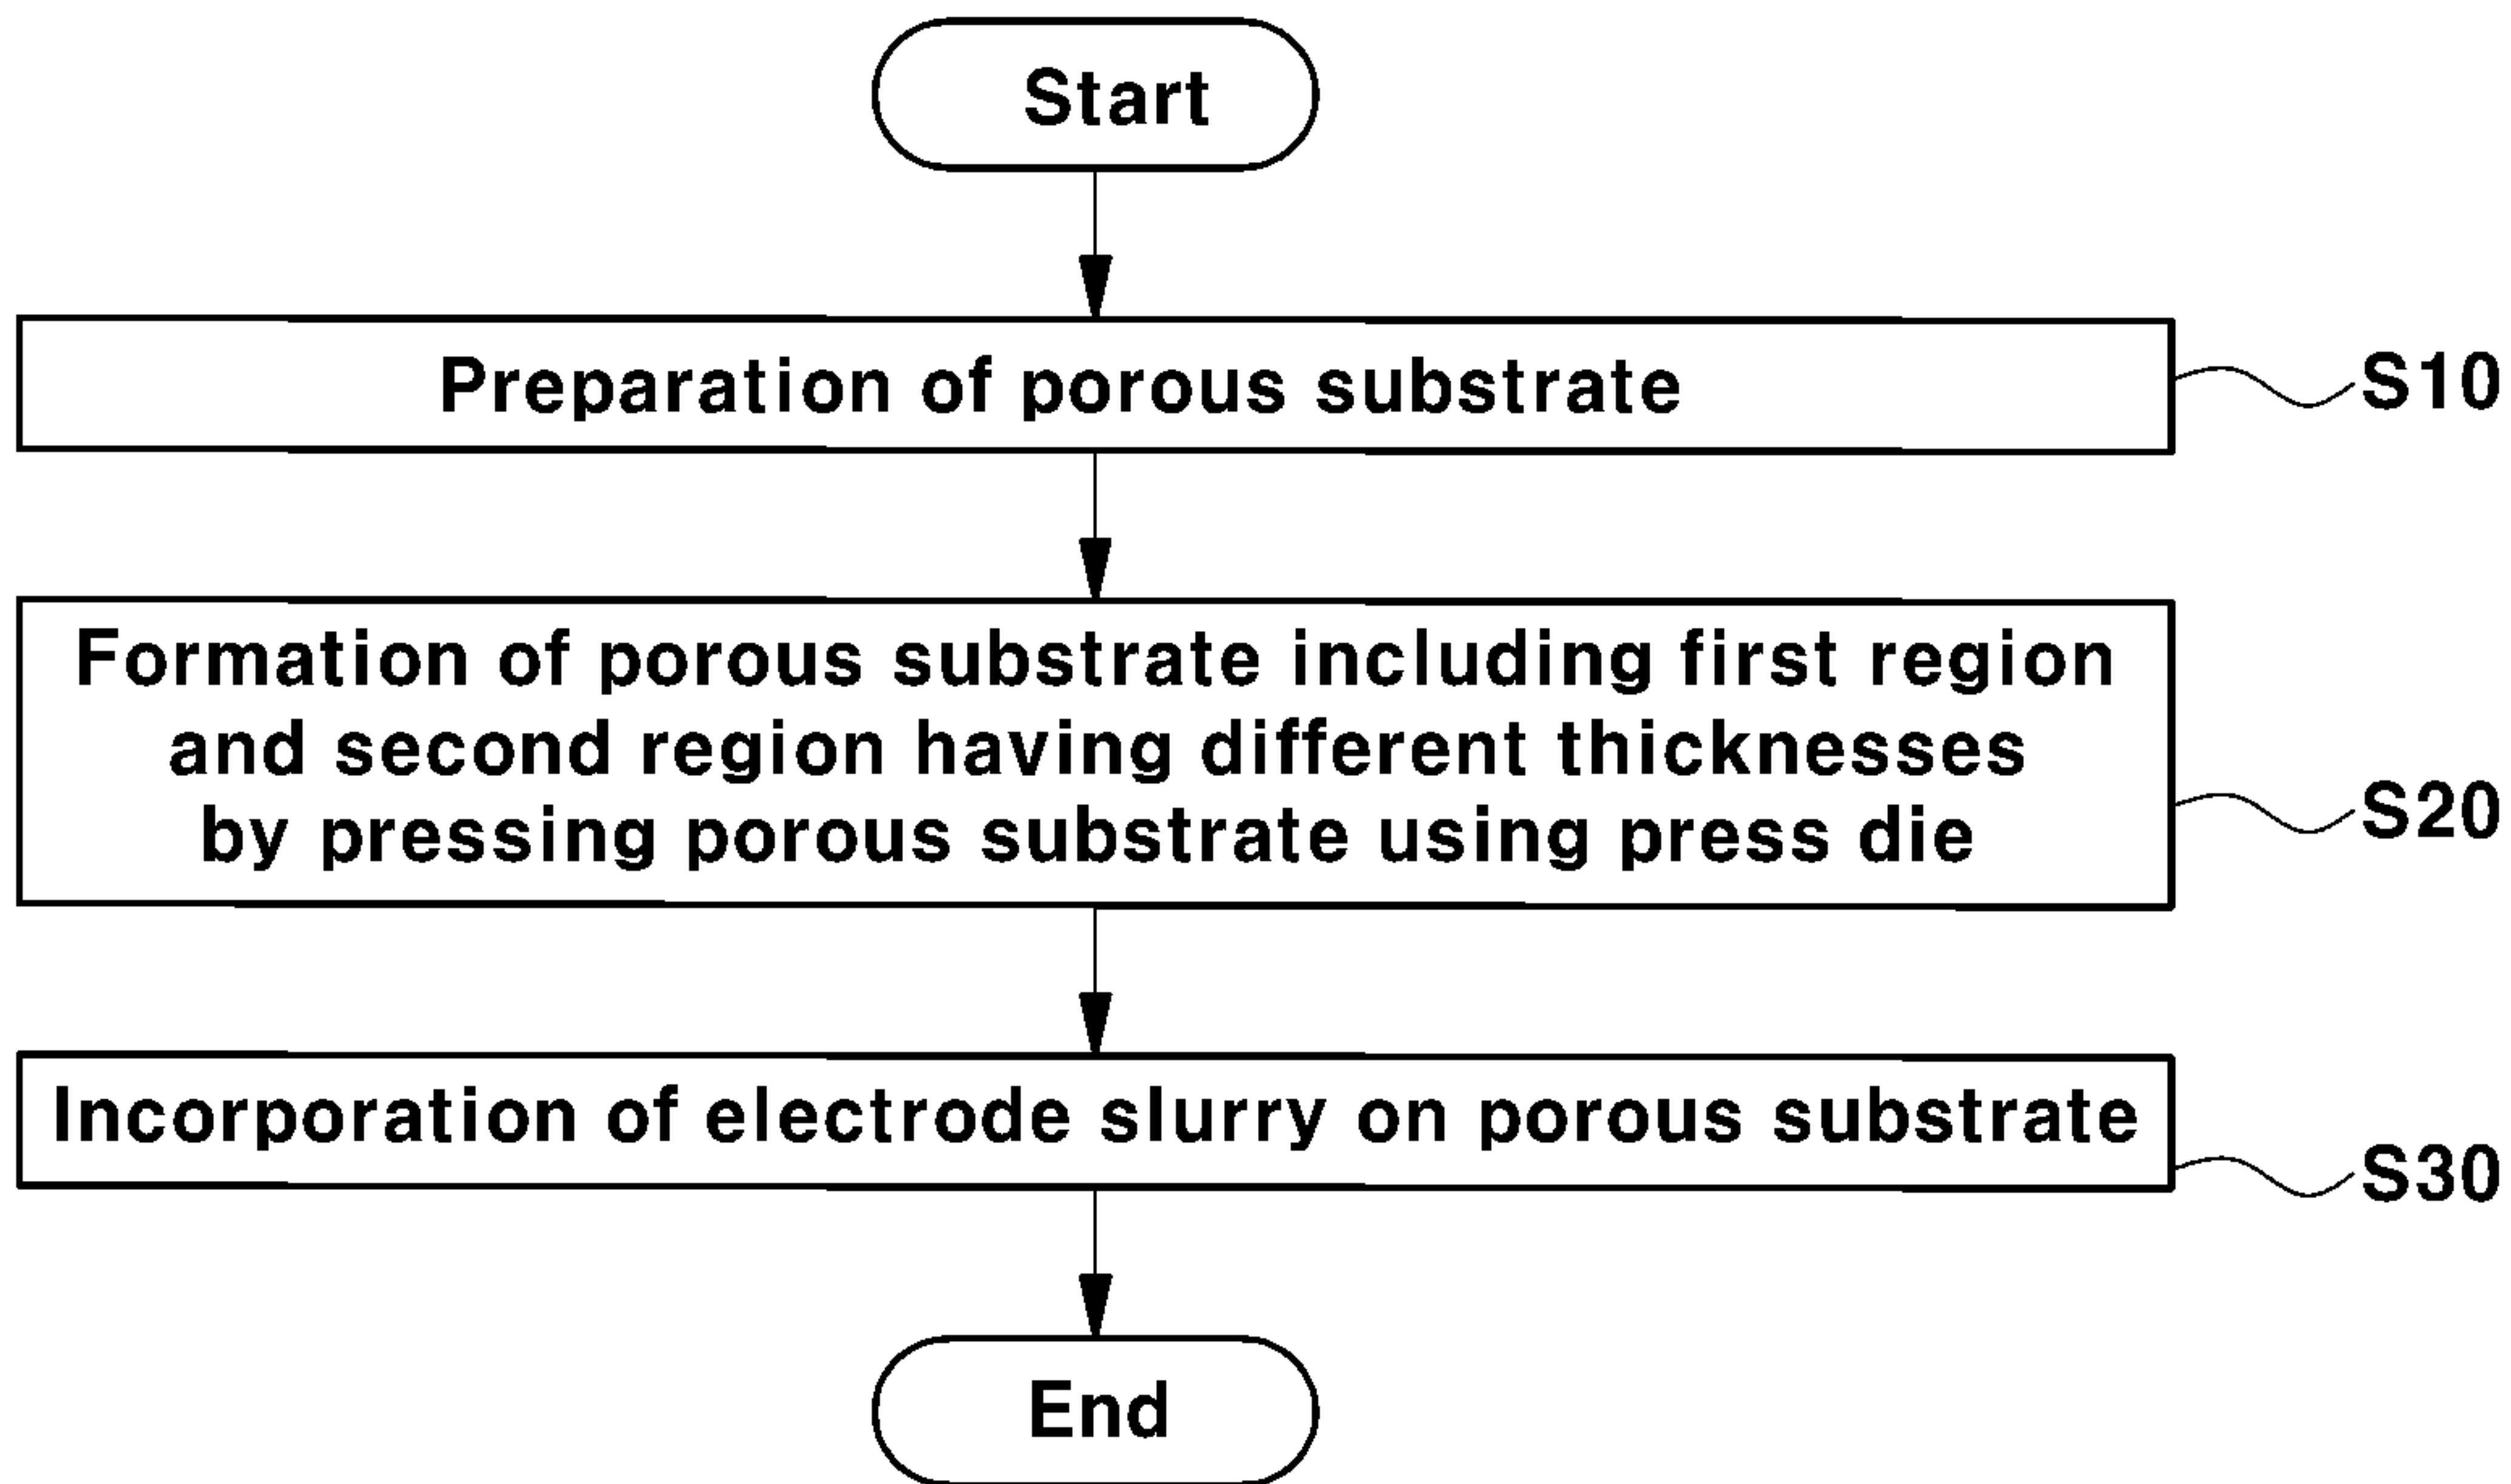 Start
Preparation of porous substrate
S10
Formation of porous substrate including first region
and second region having different thicknesses
by pressing porous substrate using press die
S20
Incorporation of electrode slurry on porous substrate
S30
End